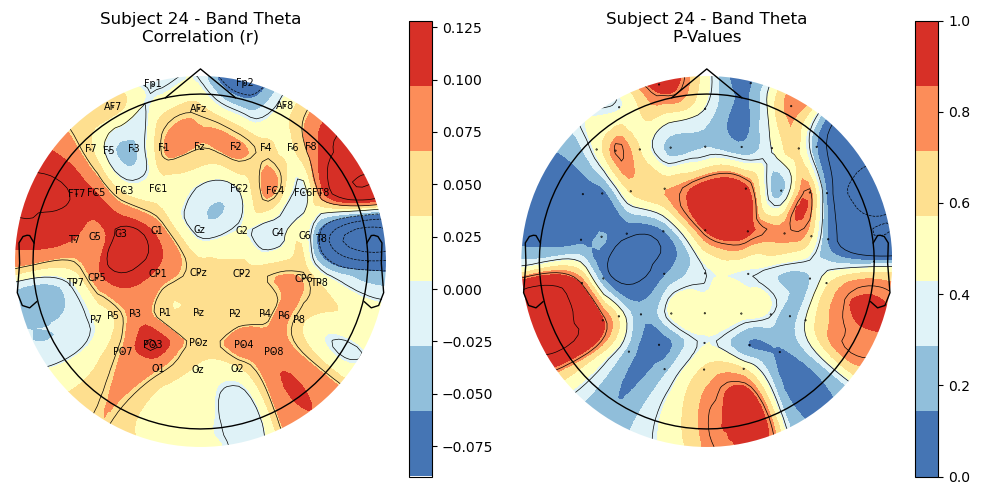 Subject 24 - Band Theta
Correlation (r)
Subject 24 - Band Theta
P-Values
Fp1 Fp2
AF7 AFz AF8
F7 F5 F3 F1 Fz F2 F4 F6 F8
FT7 FC5 FC3 FC1 FC2 FC4 FC6 FT8
T7 C5 C3 C1 Cz C2 C4 C6 T8
TP7 CP5 CP1 CPz CP2 CP6 TP8
P7 P5 P3 P1 Pz P2 P4 P6 P8
PO7 PO3 POz PO4 PO8
O1 Oz O2
0.125
0.100
0.075
0.050
0.025
0.000
−0.025
−0.050
−0.075
1.0
0.8
0.6
0.4
0.2
0.0